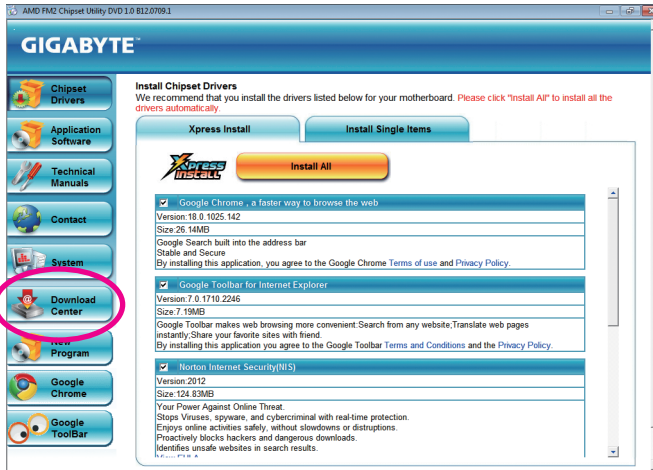 AMD FM2 Chipset Utility DVD 1.0 B12.0709.1
GIGABYTE™
Chipset
Drivers
Application
Software
Technical
Manuals
Contact
System
Download
Center
New
Program
Google
Chrome
Google
ToolBar
Install Chipset Drivers
We recommend that you install the drivers listed below for your motherboard. Please click "Install All" to install all the
drivers automatically.
Xpress Install
Install Single Items
Xpress
INSTALL
Install All
Google Chrome , a faster way to browse the web
Version:18.0.1025.142
Size:26.14MB
Google Search built into the address bar
Stable and Secure
By installing this application, you agree to the Google Chrome Terms of use and Privacy Policy.
Google Toolbar for Internet Explorer
Version:7.0.1710.2246
Size:7.19MB
Google Toolbar makes web browsing more convenient:Search from any website;Translate web pages
instantly;Share your favorite sites with friend.
By installing this application you agree to the Google Toolbar Terms and Conditions and the Privacy Policy.
Norton Internet Security(NIS)
Version:2012
Size:124.83MB
Your Power Against Online Threat.
Stops Viruses, spyware, and cybercriminal with real-time protection.
Enjoys online activities safely, without slowdowns or distruptions.
Proactively blocks hackers and dangerous downloads.
Identifies unsafe websites in search results.
View EULA